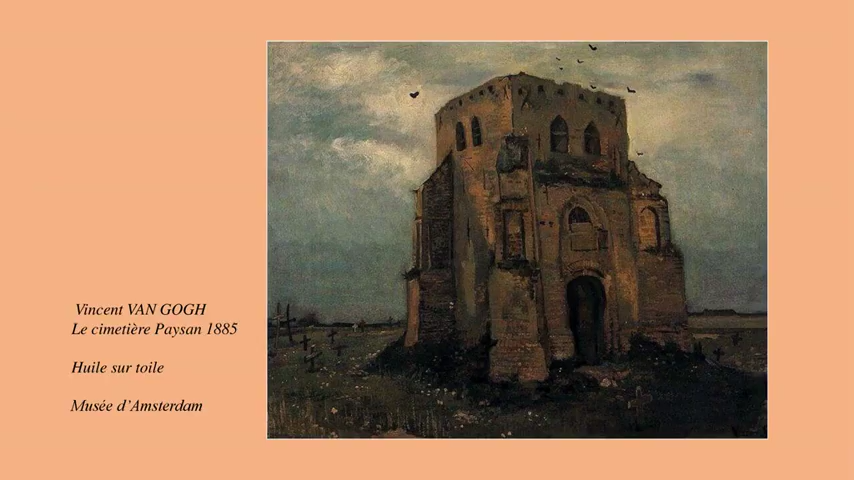 Vincent VAN GOGH
Le cimetière Paysan 1885
Huile sur toile
Musée d'Amsterdam